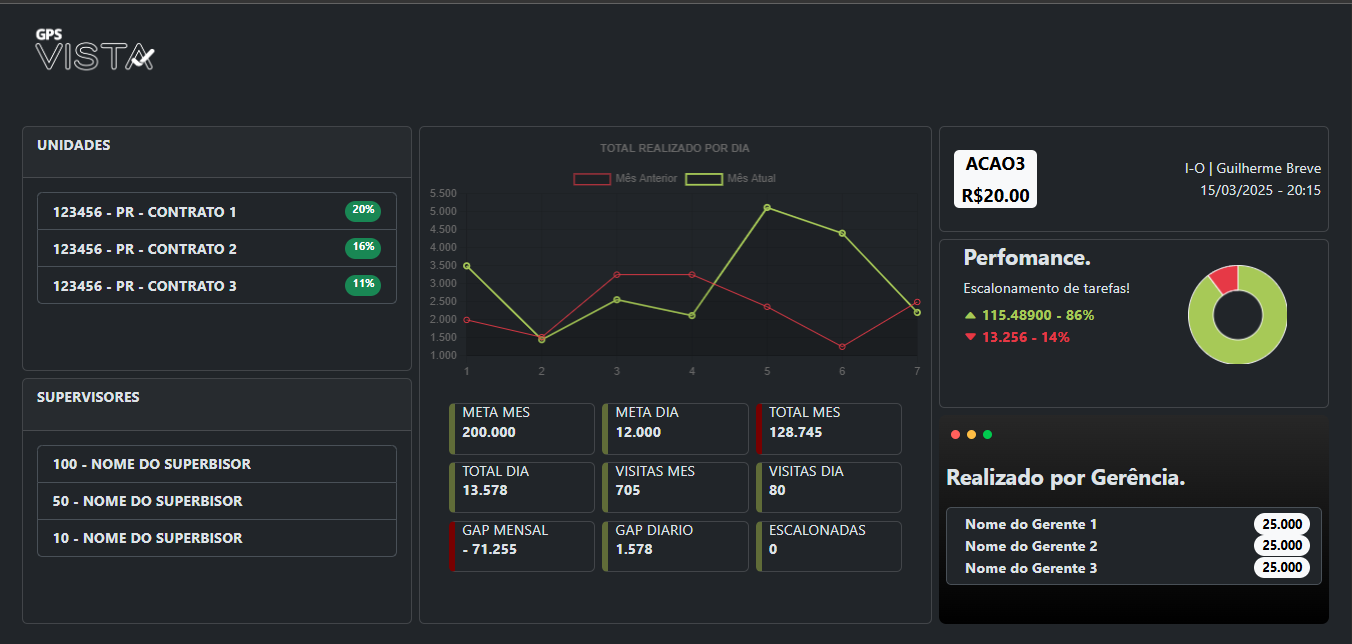 GPS
VISTA
UNIDADES
123456 - PR - CONTRATO 1 20%
123456 - PR - CONTRATO 2 16%
123456 - PR - CONTRATO 3 11%
SUPERVISORES
100 - NOME DO SUPERBISOR
50 - NOME DO SUPERBISOR
10 - NOME DO SUPERBISOR
TOTAL REALIZADO POR DIA
Mês Anterior Mês Atual
5.500
5.000
4.500
4.000
3.500
3.000
2.500
2.000
1.500
1.000
1 2 3 4 5 6 7
META MES META DIA TOTAL MES
200.000 12.000 128.745
TOTAL DIA VISITAS MES VISITAS DIA
13.578 705 80
GAP MENSAL GAP DIARIO ESCALONADAS
- 71.255 1.578 0
ACAO3
R$20.00
I-O | Guilherme Breve
15/03/2025 - 20:15
Perfomance.
Escalonamento de tarefas!
115.48900 - 86%
13.256 - 14%
Realizado por Gerência.
Nome do Gerente 1 25.000
Nome do Gerente 2 25.000
Nome do Gerente 3 25.000